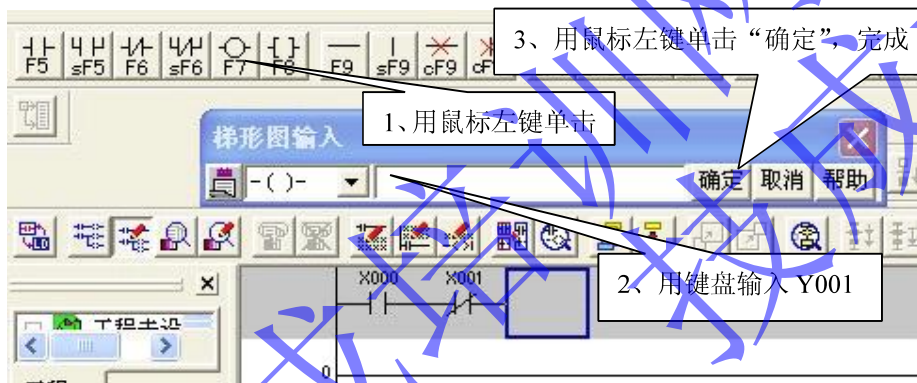 3、用鼠标左键单击“确定”，完成
F5 sF5 F6 sF6 F7 F8 F9 sF9 cF9
1、用鼠标左键单击
梯形图输入
-( )-
确定 取消 帮助
2、用键盘输入 Y001
X000 X001
0